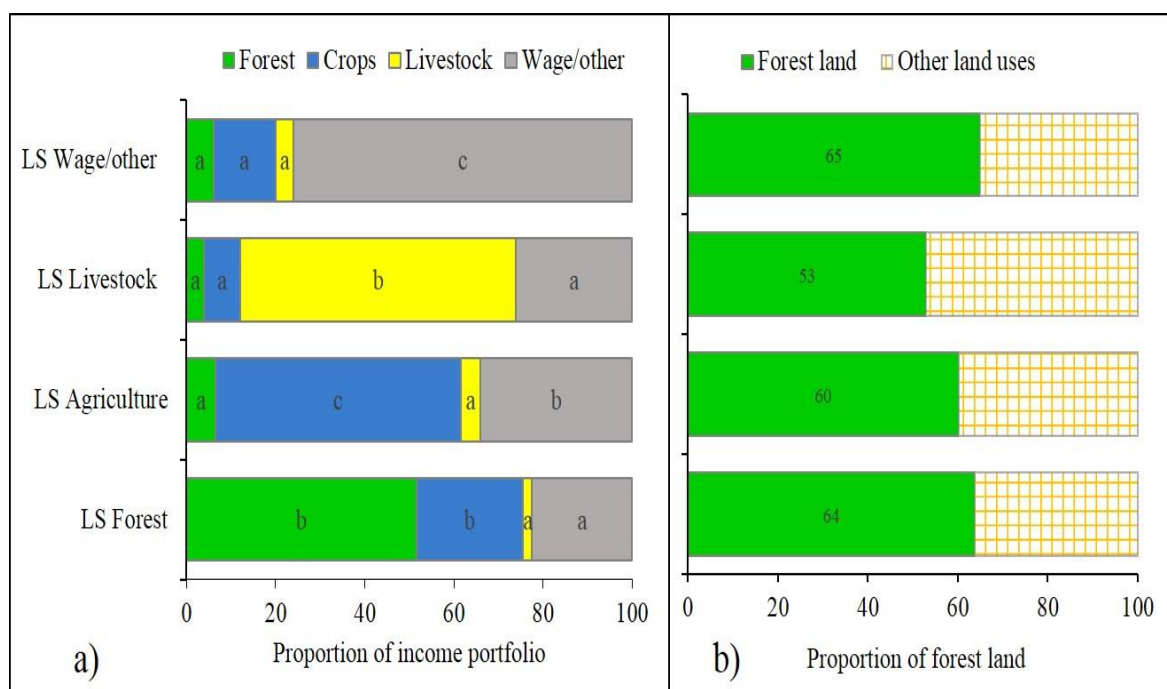 Forest Crops Livestock Wage/other
LS Wage/other a a a c
LS Livestock a a b a
LS Agriculture a c a b
LS Forest b b a a
0 20 40 60 80 100
Proportion of income portfolio
a)
Forest land Other land uses
65
53
60
64
0 20 40 60 80 100
Proportion of forest land
b)